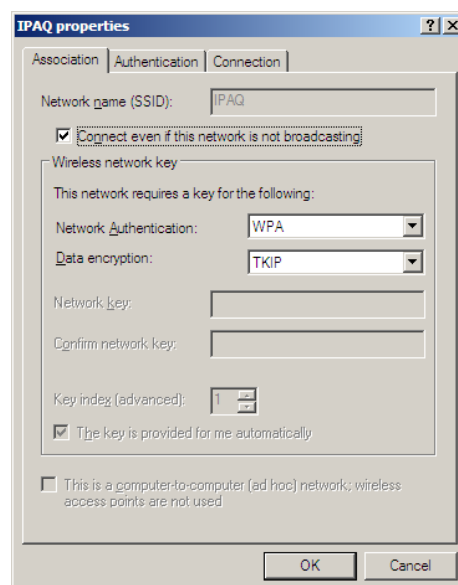 IPAQ properties
Association Authentication Connection
Network name (SSID): IPAQ
Connect even if this network is not broadcasting
Wireless network key
This network requires a key for the following:
Network Authentication: WPA
Data encryption: TKIP
Network key:
Confirm network key:
Key index (advanced): 1
The key is provided for me automatically
This is a computer-to-computer (ad hoc) network; wireless
access points are not used
OK Cancel